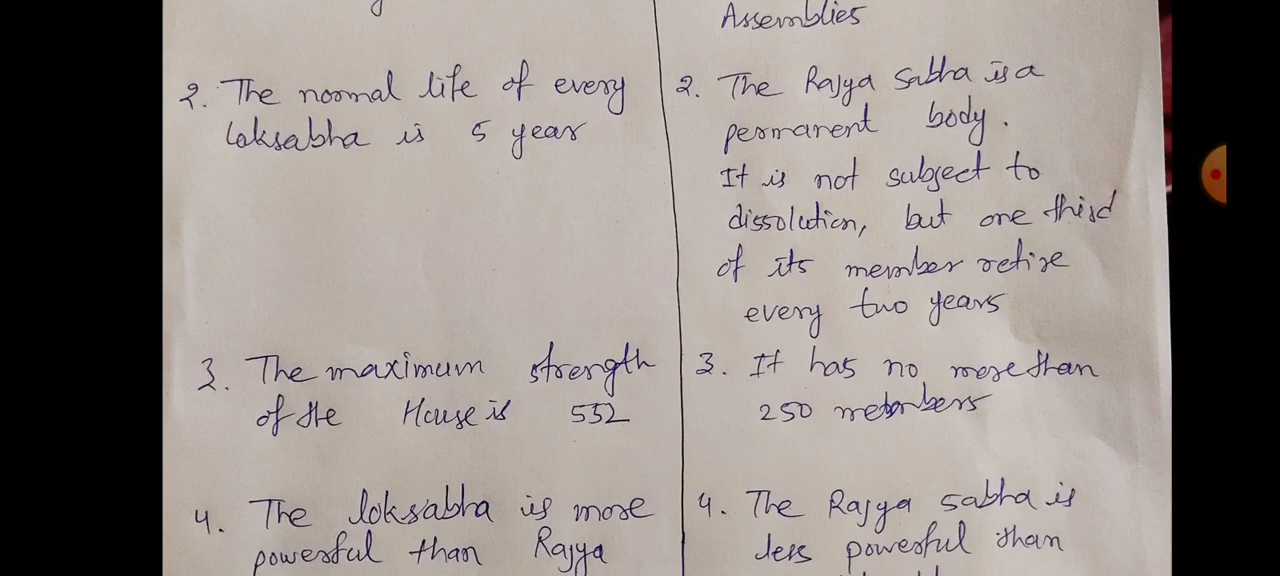 Assemblies
2. The normal life of every
Loksabha is 5 year
2. The Rajya Sabha is a
permanent body.
It is not subject to
dissolution, but one third
of its member retire
every two years
3. The maximum strength
of the House is 552
3. It has no more than
250 members
4. The loksabha is more
powerful than Rajya
4. The Rajya sabha is
less powerful than